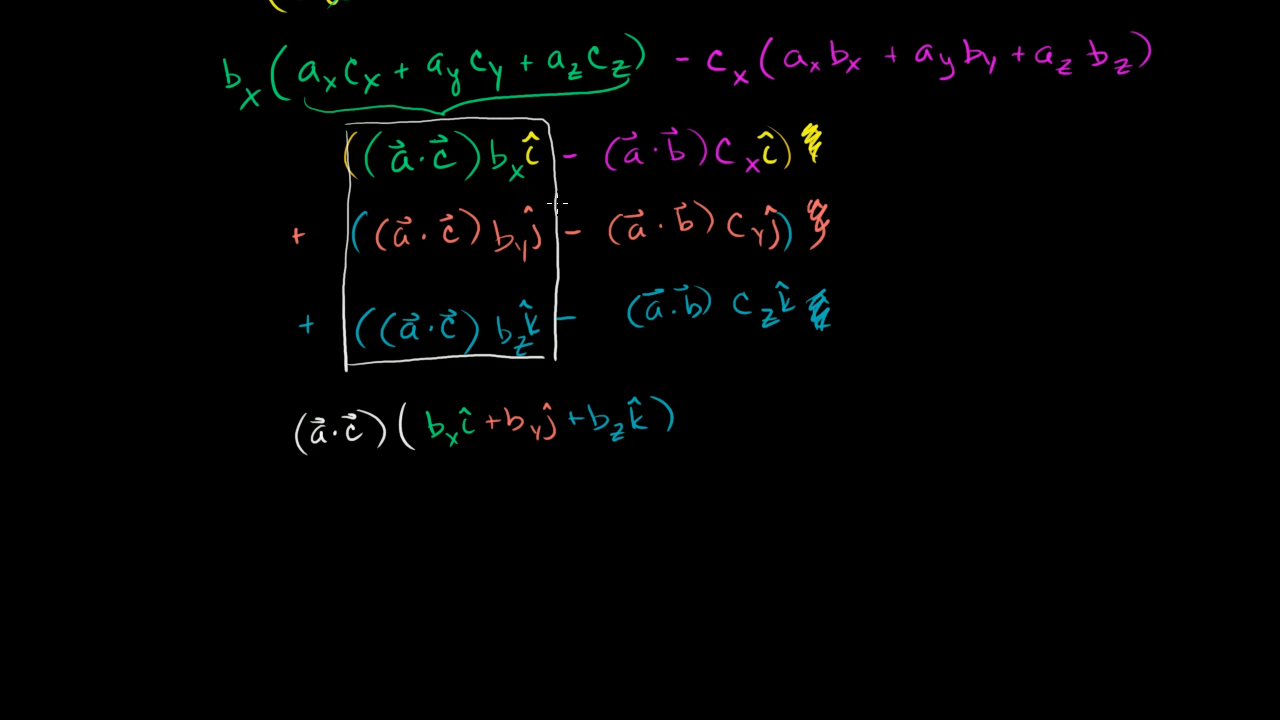 b_x(a_x c_x + a_y c_y + a_z c_z) - c_x(a_x b_x + a_y b_y + a_z b_z)
((a⃗·c⃗) b_x î - (a⃗·b⃗) c_x î)
+ ((a⃗·c⃗) b_y ĵ - (a⃗·b⃗) c_y ĵ)
+ ((a⃗·c⃗) b_z k̂ - (a⃗·b⃗) c_z k̂
(a⃗·c⃗)(b_x î + b_y ĵ + b_z k̂)